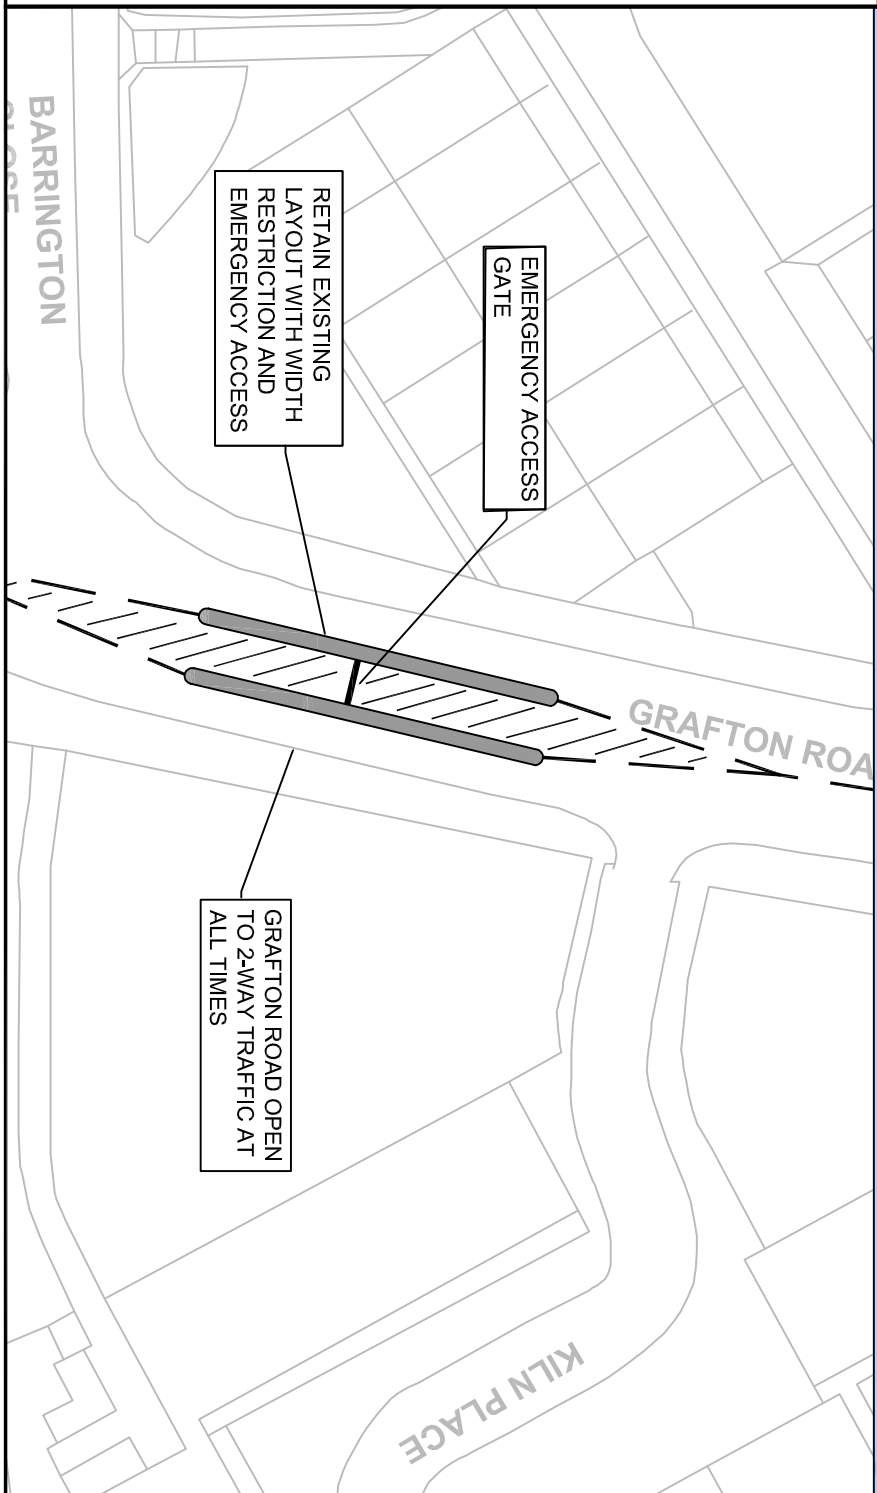 BARRINGTON
CLOSE
RETAIN EXISTING
LAYOUT WITH WIDTH
RESTRICTION AND
EMERGENCY ACCESS
EMERGENCY ACCESS
GATE
GRAFTON ROA
GRAFTON ROAD OPEN
TO 2-WAY TRAFFIC AT
ALL TIMES
KILN PLACE